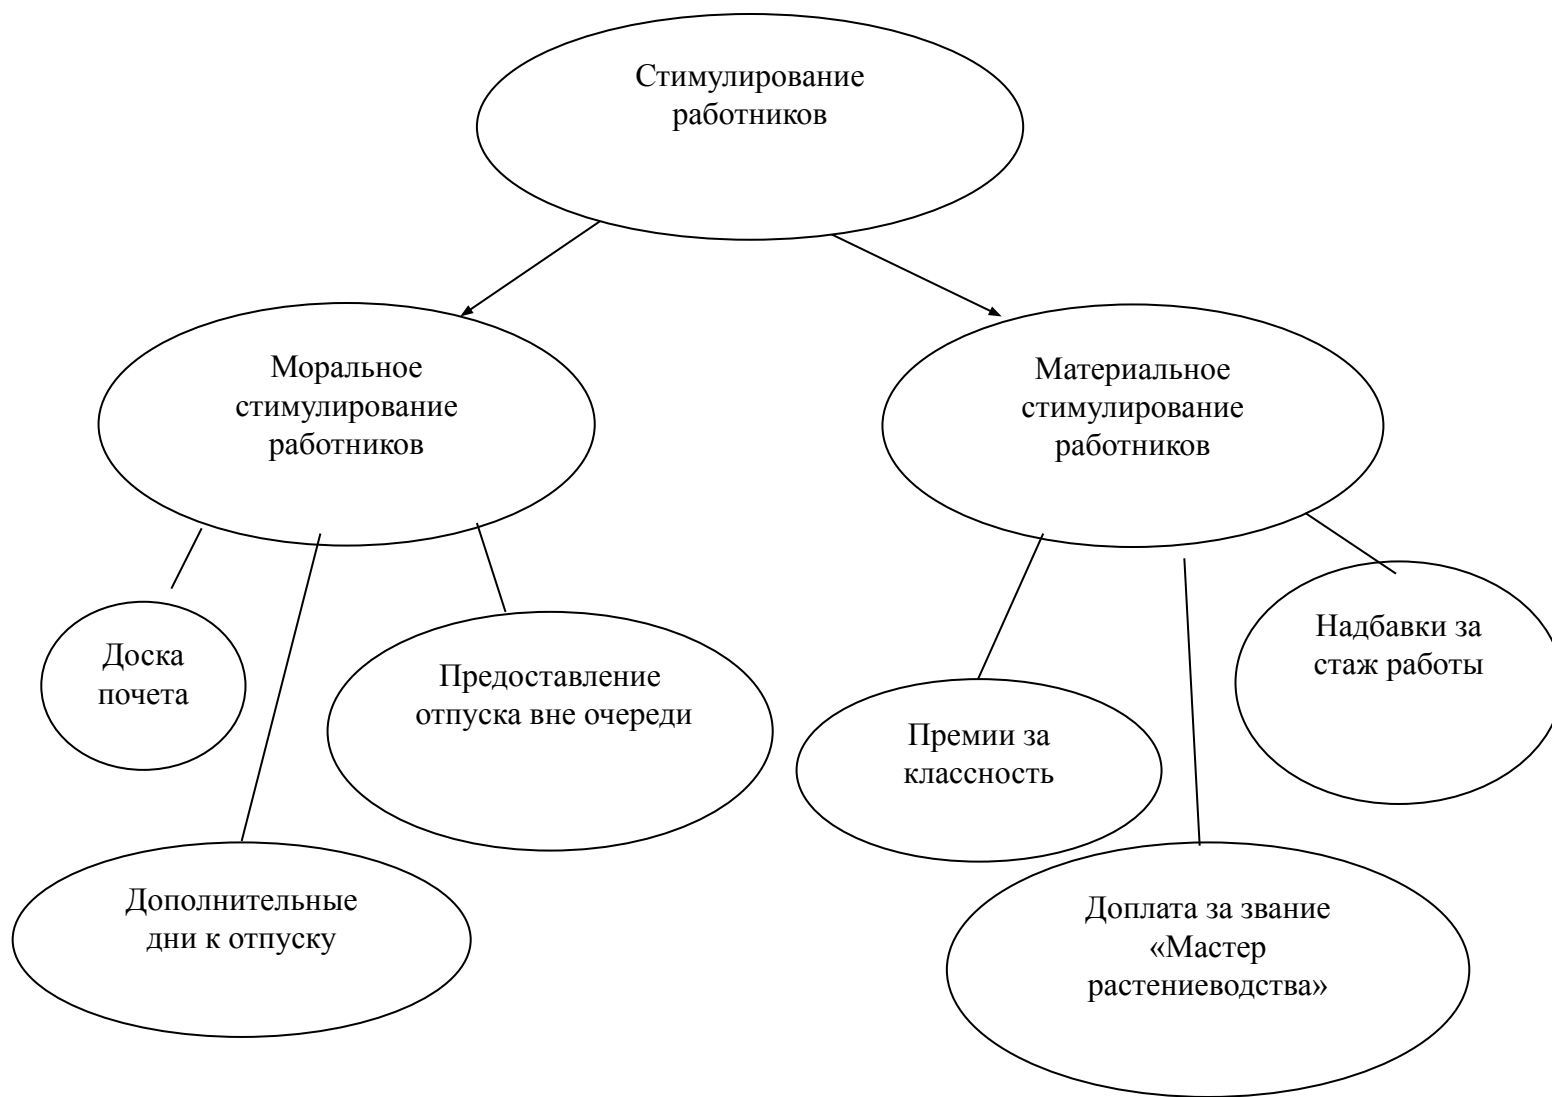 Стимулирование
работников
Моральное
стимулирование
работников
Материальное
стимулирование
работников
Доска
почета
Предоставление
отпуска вне очереди
Дополнительные
дни к отпуску
Премии за
классность
Надбавки за
стаж работы
Доплата за звание
«Мастер
растениеводства»